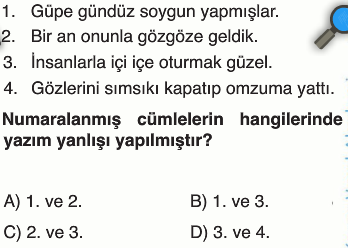 1. Güpe gündüz soygun yapmışlar.
2. Bir an onunla gözgöze geldik.
3. İnsanlarla içi içe oturmak güzel.
4. Gözlerini sımsıkı kapatıp omzuma yattı.
Numaralanmış cümlelerin hangilerinde
yazım yanlışı yapılmıştır?
A) 1. ve 2. B) 1. ve 3.
C) 2. ve 3. D) 3. ve 4.